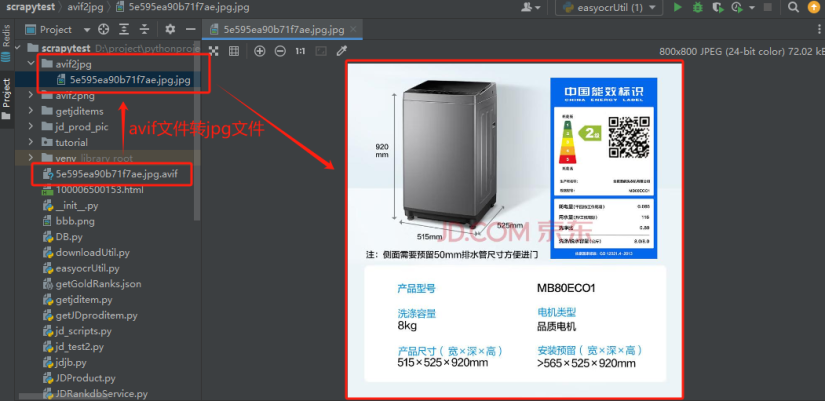 scrapytest
avif2jpg
5e595ea90b71f7ae.jpg.jpg
easyocrUtil (1)
Project
5e595ea90b71f7ae.jpg.jpg
1:1
800x800 JPEG (24-bit color) 72.02 kB
Redis
Project
scrapytest D:\project\pythonproje
avif2jpg
5e595ea90b71f7ae.jpg.jpg
avif2png
getjditems
jd_prod_pic
tutorial
venv library root
5e595ea90b71f7ae.jpg.avif
100006500153.html
__init__.py
bbb.png
DB.py
downloadUtil.py
easyocrUtil.py
getGoldRanks.json
getjditem.py
getJDproditem.py
jd_scripts.py
jd_test2.py
jdjb.py
JDProduct.py
JDRankdbService.py
avif文件转jpg文件
中国能效标识
CHINA ENERGY LABEL
2级
MB80ECO1
920
mm
515mm
525mm
JD.COM 京东
注：侧面需要预留50mm排水管尺寸方便进门
产品型号
MB80ECO1
洗涤容量
8kg
电机类型
品质电机
产品尺寸（宽×深×高）
515×525×920mm
安装预留（宽×深×高）
>565×525×920mm